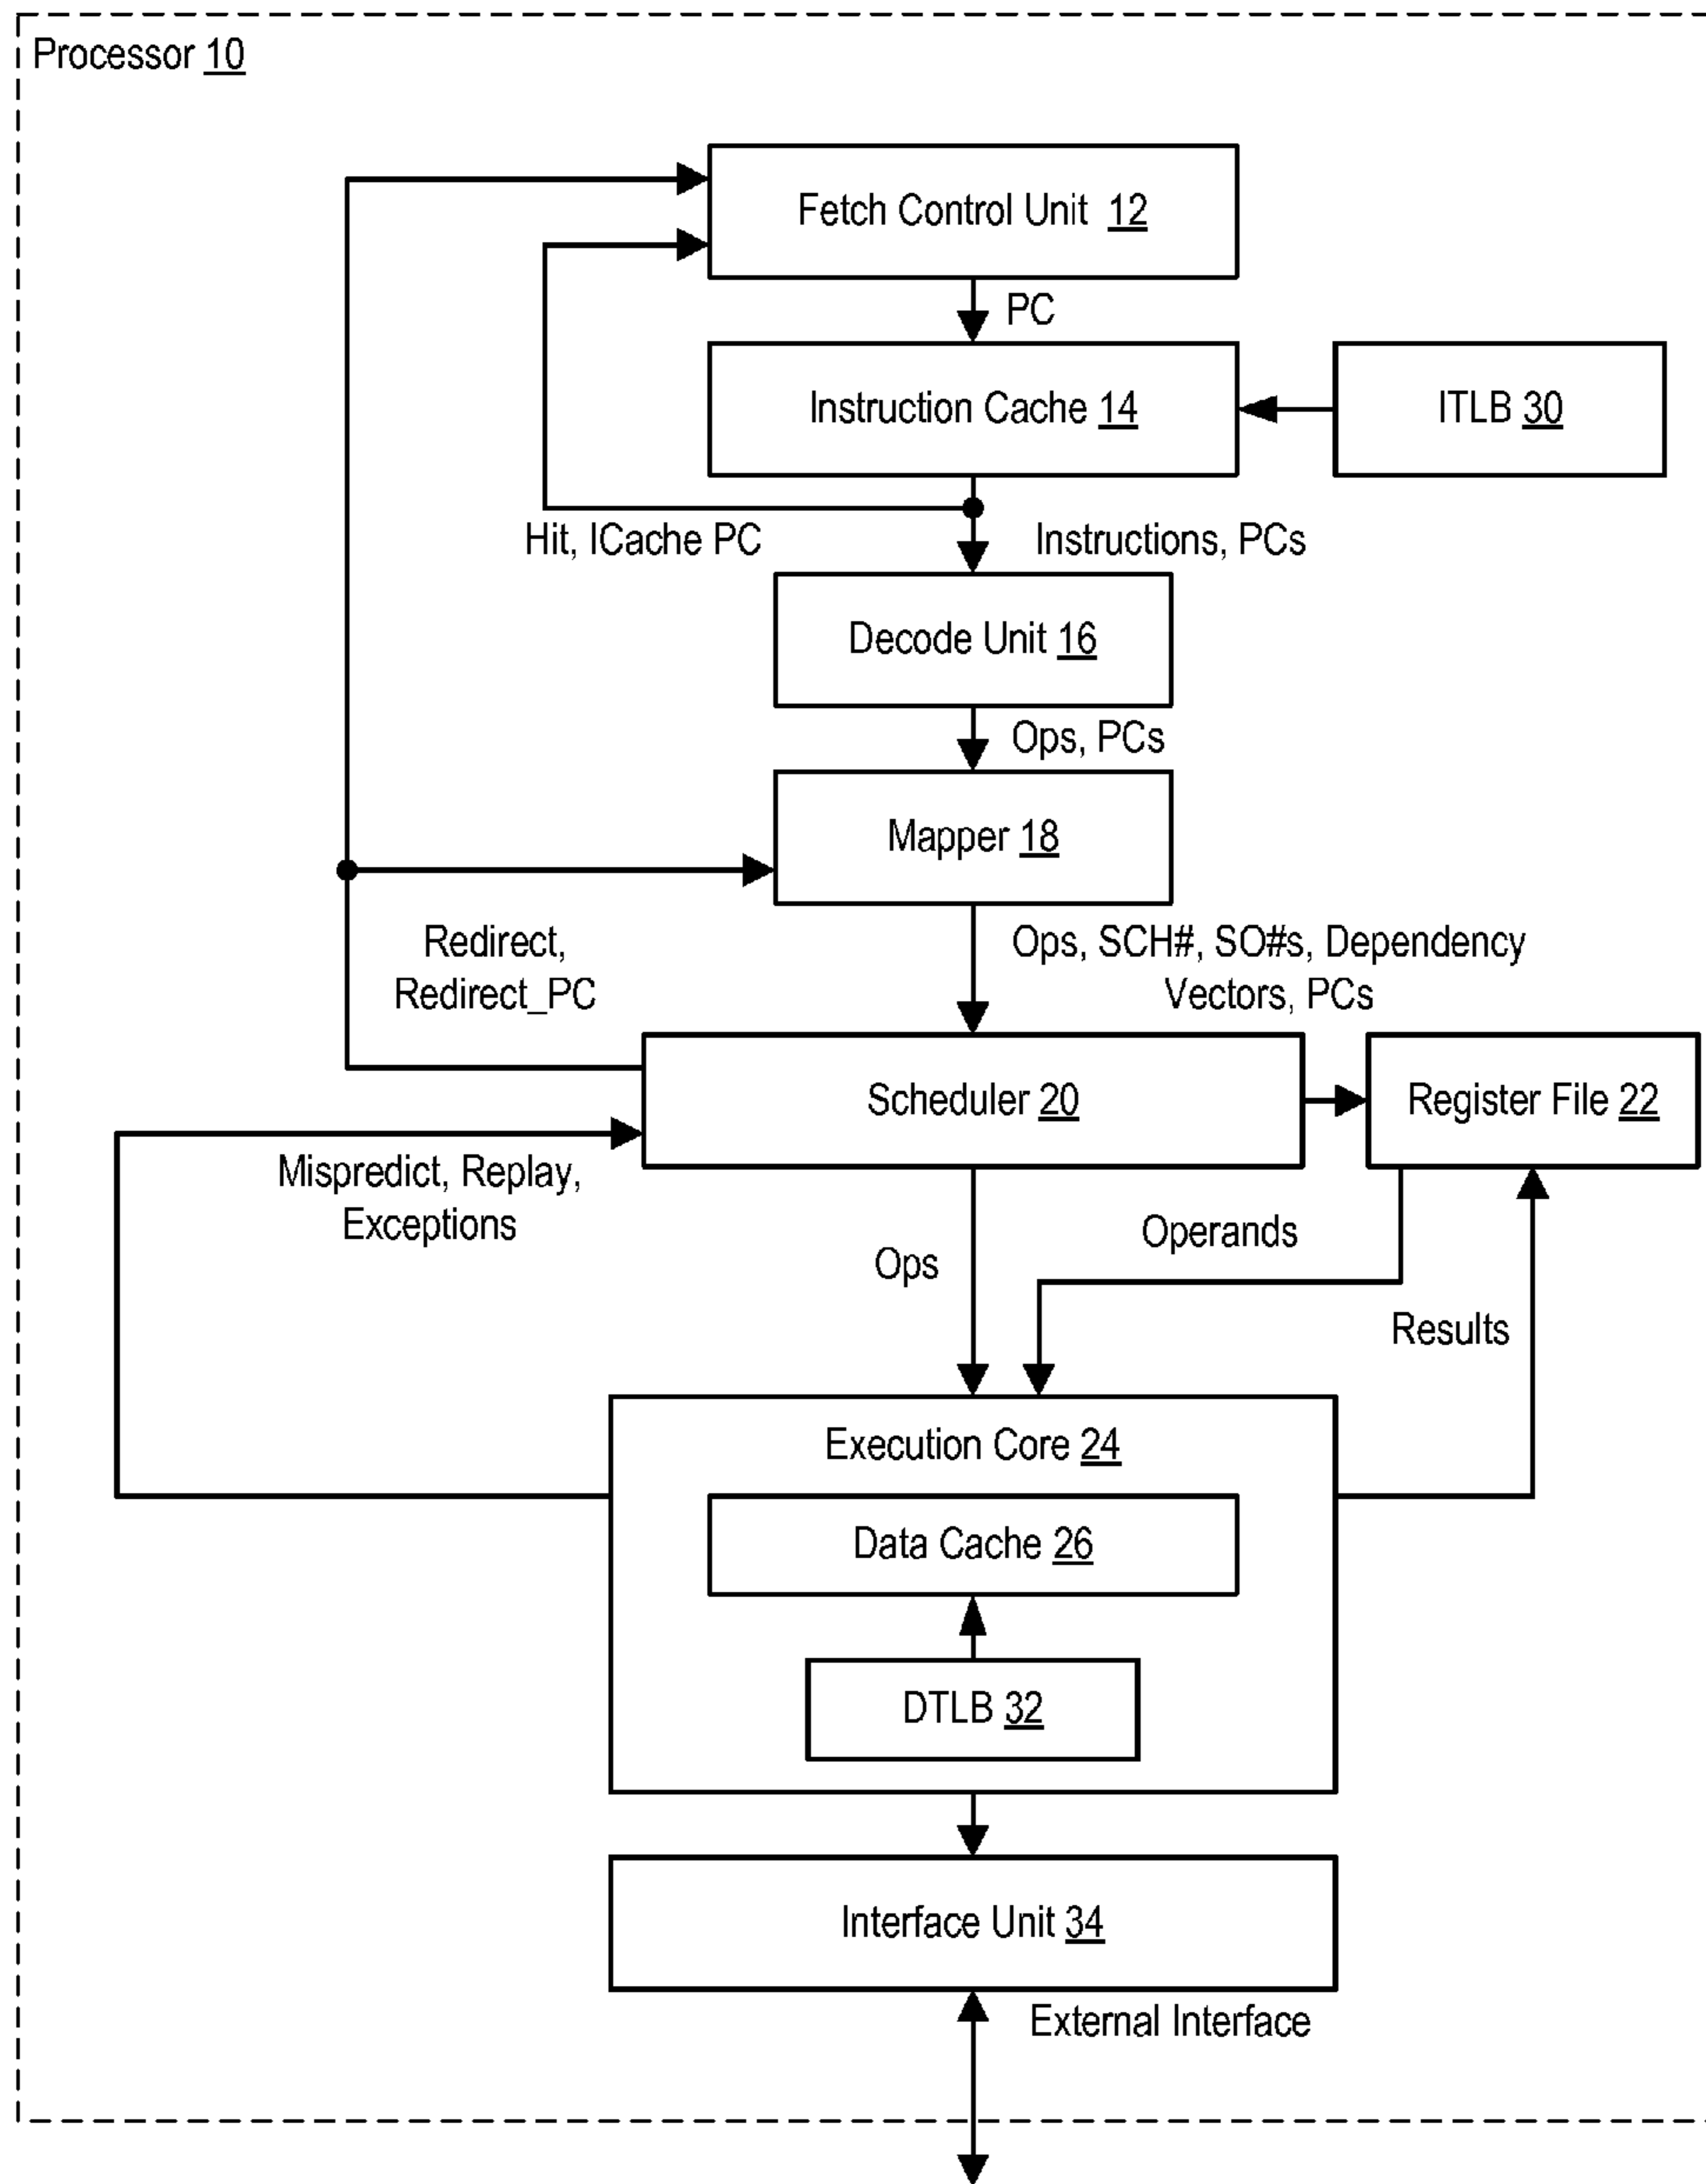 Processor 10
Fetch Control Unit 12
PC
Instruction Cache 14
ITLB 30
Hit, ICache PC
Instructions, PCs
Decode Unit 16
Ops, PCs
Mapper 18
Redirect,
Redirect_PC
Ops, SCH#, SO#s, Dependency
Vectors, PCs
Scheduler 20
Register File 22
Mispredict, Replay,
Exceptions
Ops
Operands
Results
Execution Core 24
Data Cache 26
DTLB 32
Interface Unit 34
External Interface